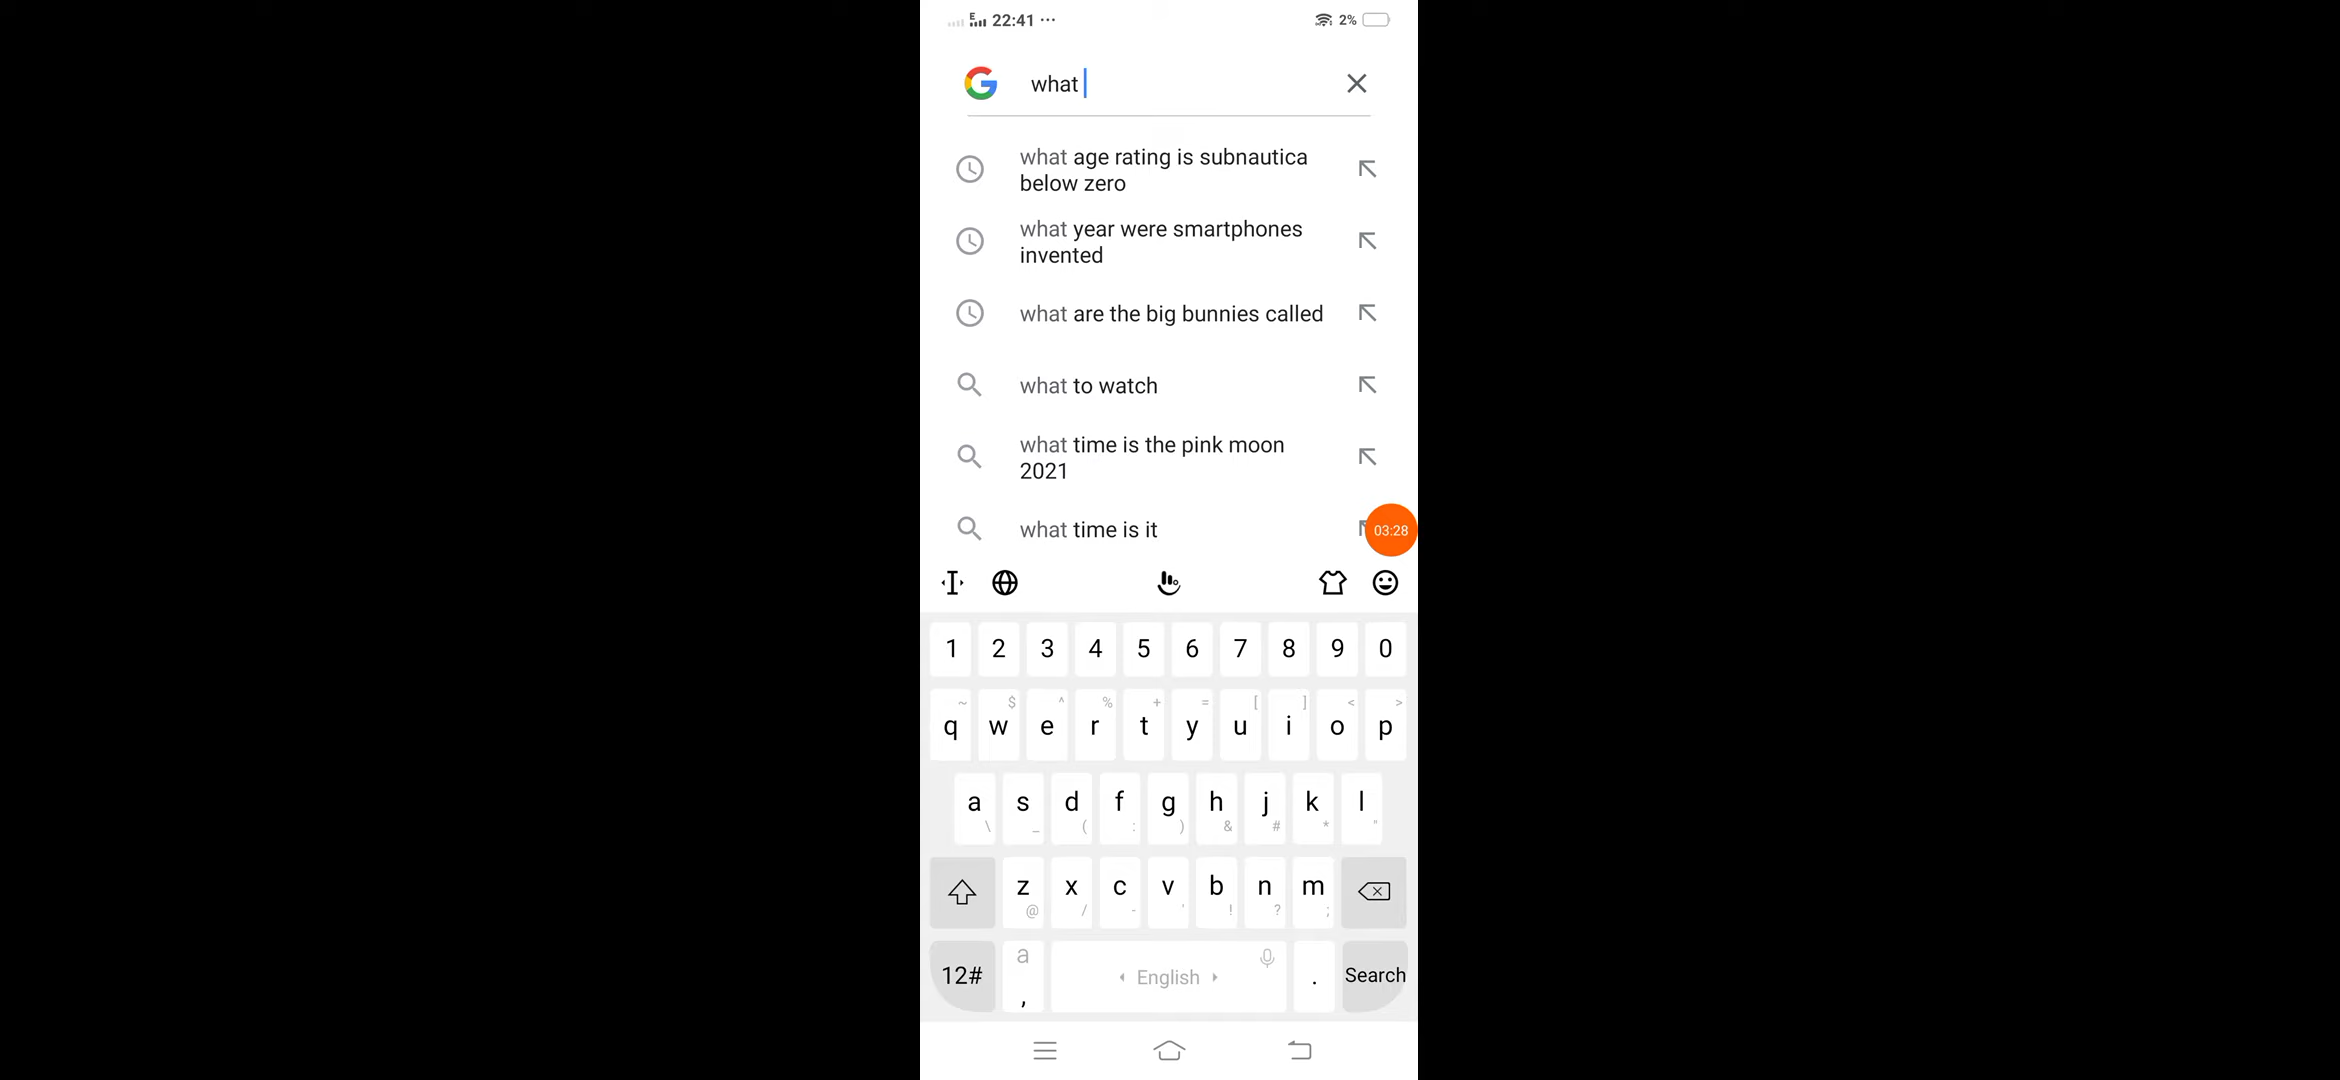 E 22:41 ··· 2%
what
what age rating is subnautica
below zero
what year were smartphones
invented
what are the big bunnies called
what to watch
what time is the pink moon
2021
what time is it
03:28
1 2 3 4 5 6 7 8 9 0
~ $ ^ % + = [ ] < >
q w e r t y u i o p
a s d f g h j k l
\ _ ( : ) & # * "
z x c v b n m
@ / - ' ! ? ;
12# a , English . Search